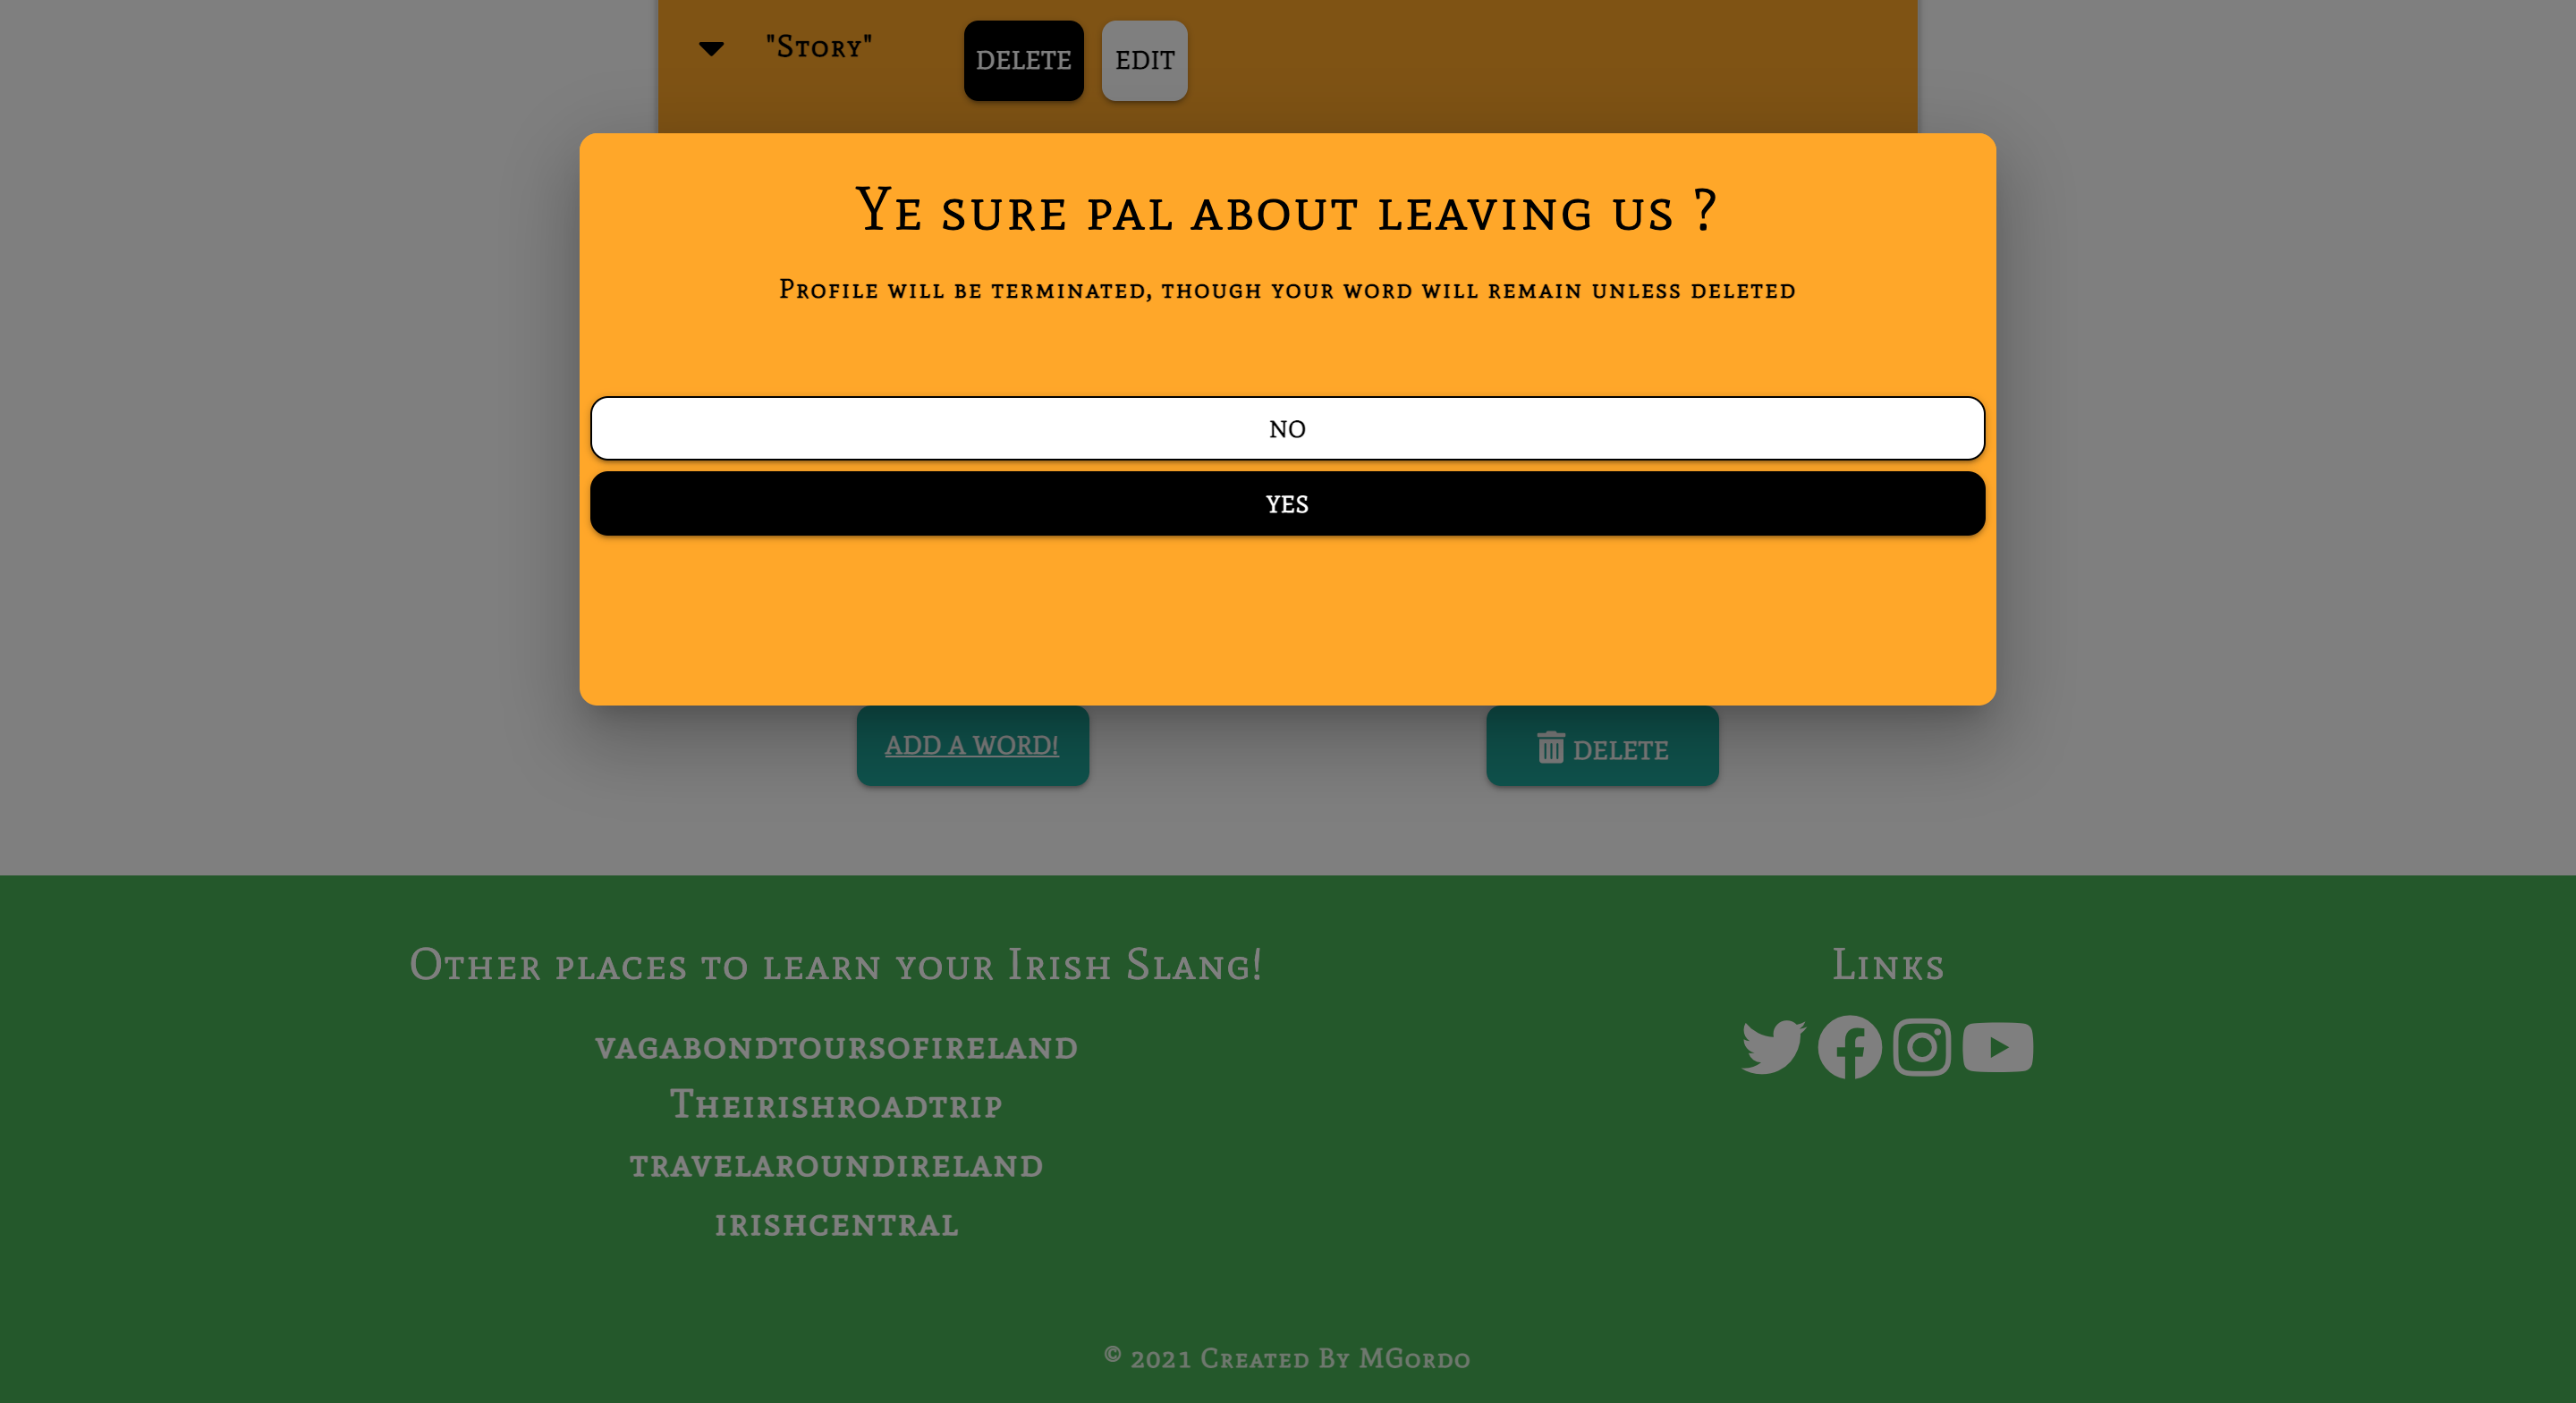 "Story"
DELETE
EDIT
Ye sure pal about leaving us ?
Profile will be terminated, though your word will remain unless deleted
NO
YES
ADD A WORD!
DELETE
Other places to learn your Irish Slang!
vagabondtoursofireland
Theirishroadtrip
travelaroundireland
irishcentral
Links
© 2021 Created By MGordo